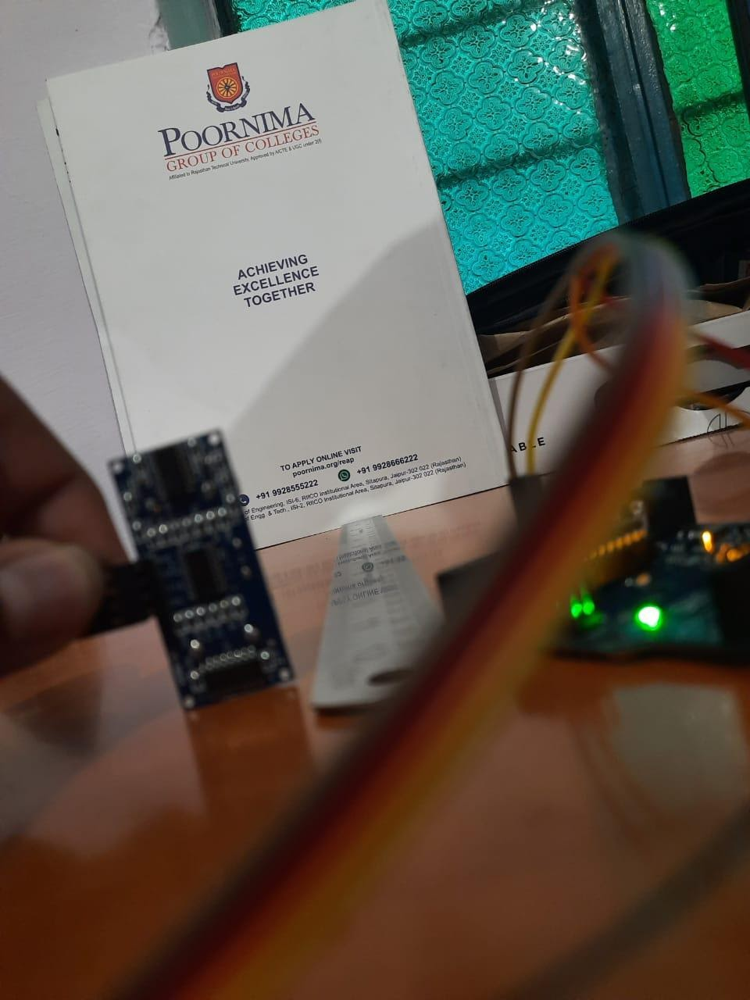 POORNIMA
POORNIMA
GROUP OF COLLEGES
Affiliated to Rajasthan Technical University, Approved by AICTE & UGC under 2(f)
ACHIEVING
EXCELLENCE
TOGETHER
TO APPLY ONLINE VISIT
poornima.org/reap
+91 9928555222 +91 9928666222
of Engineering, ISI-6, RIICO Institutional Area, Sitapura, Jaipur-302 022 (Rajasthan)
of Engg. & Tech., ISI-2, RIICO Institutional Area, Sitapura, Jaipur-302 022 (Rajasthan)
ABLE